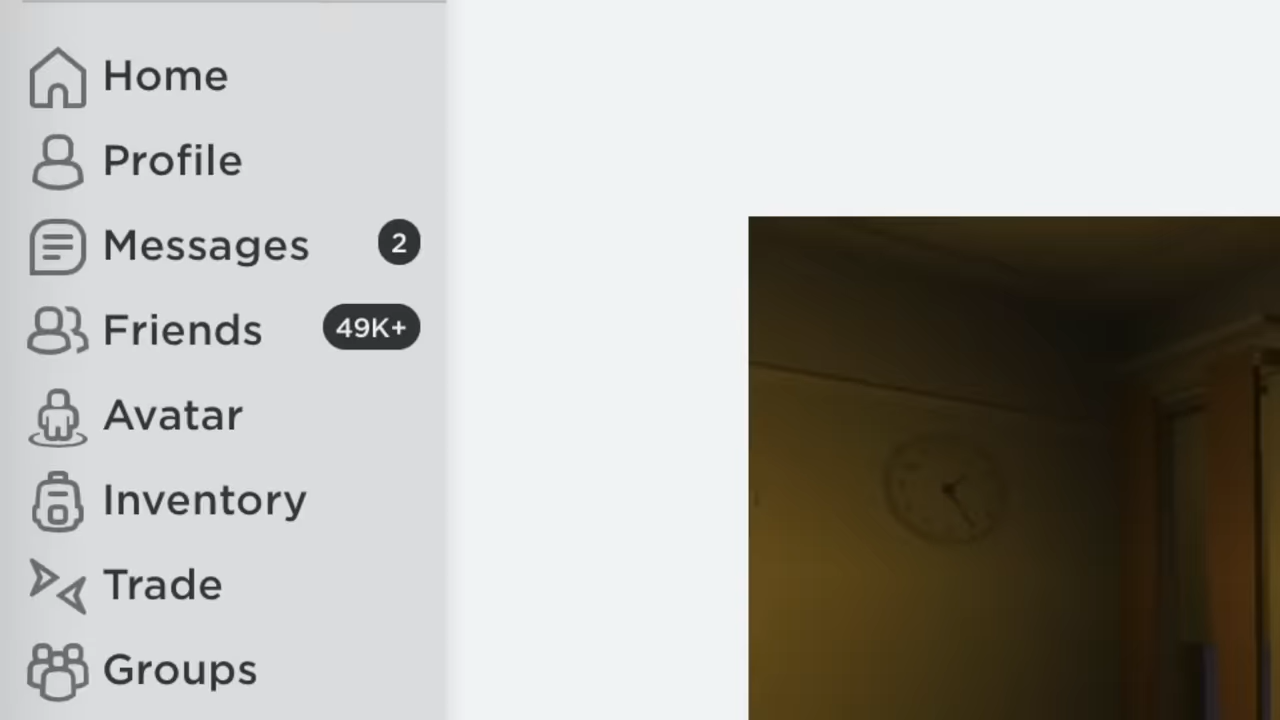 Home
Profile
Messages 2
Friends 49K+
Avatar
Inventory
Trade
Groups